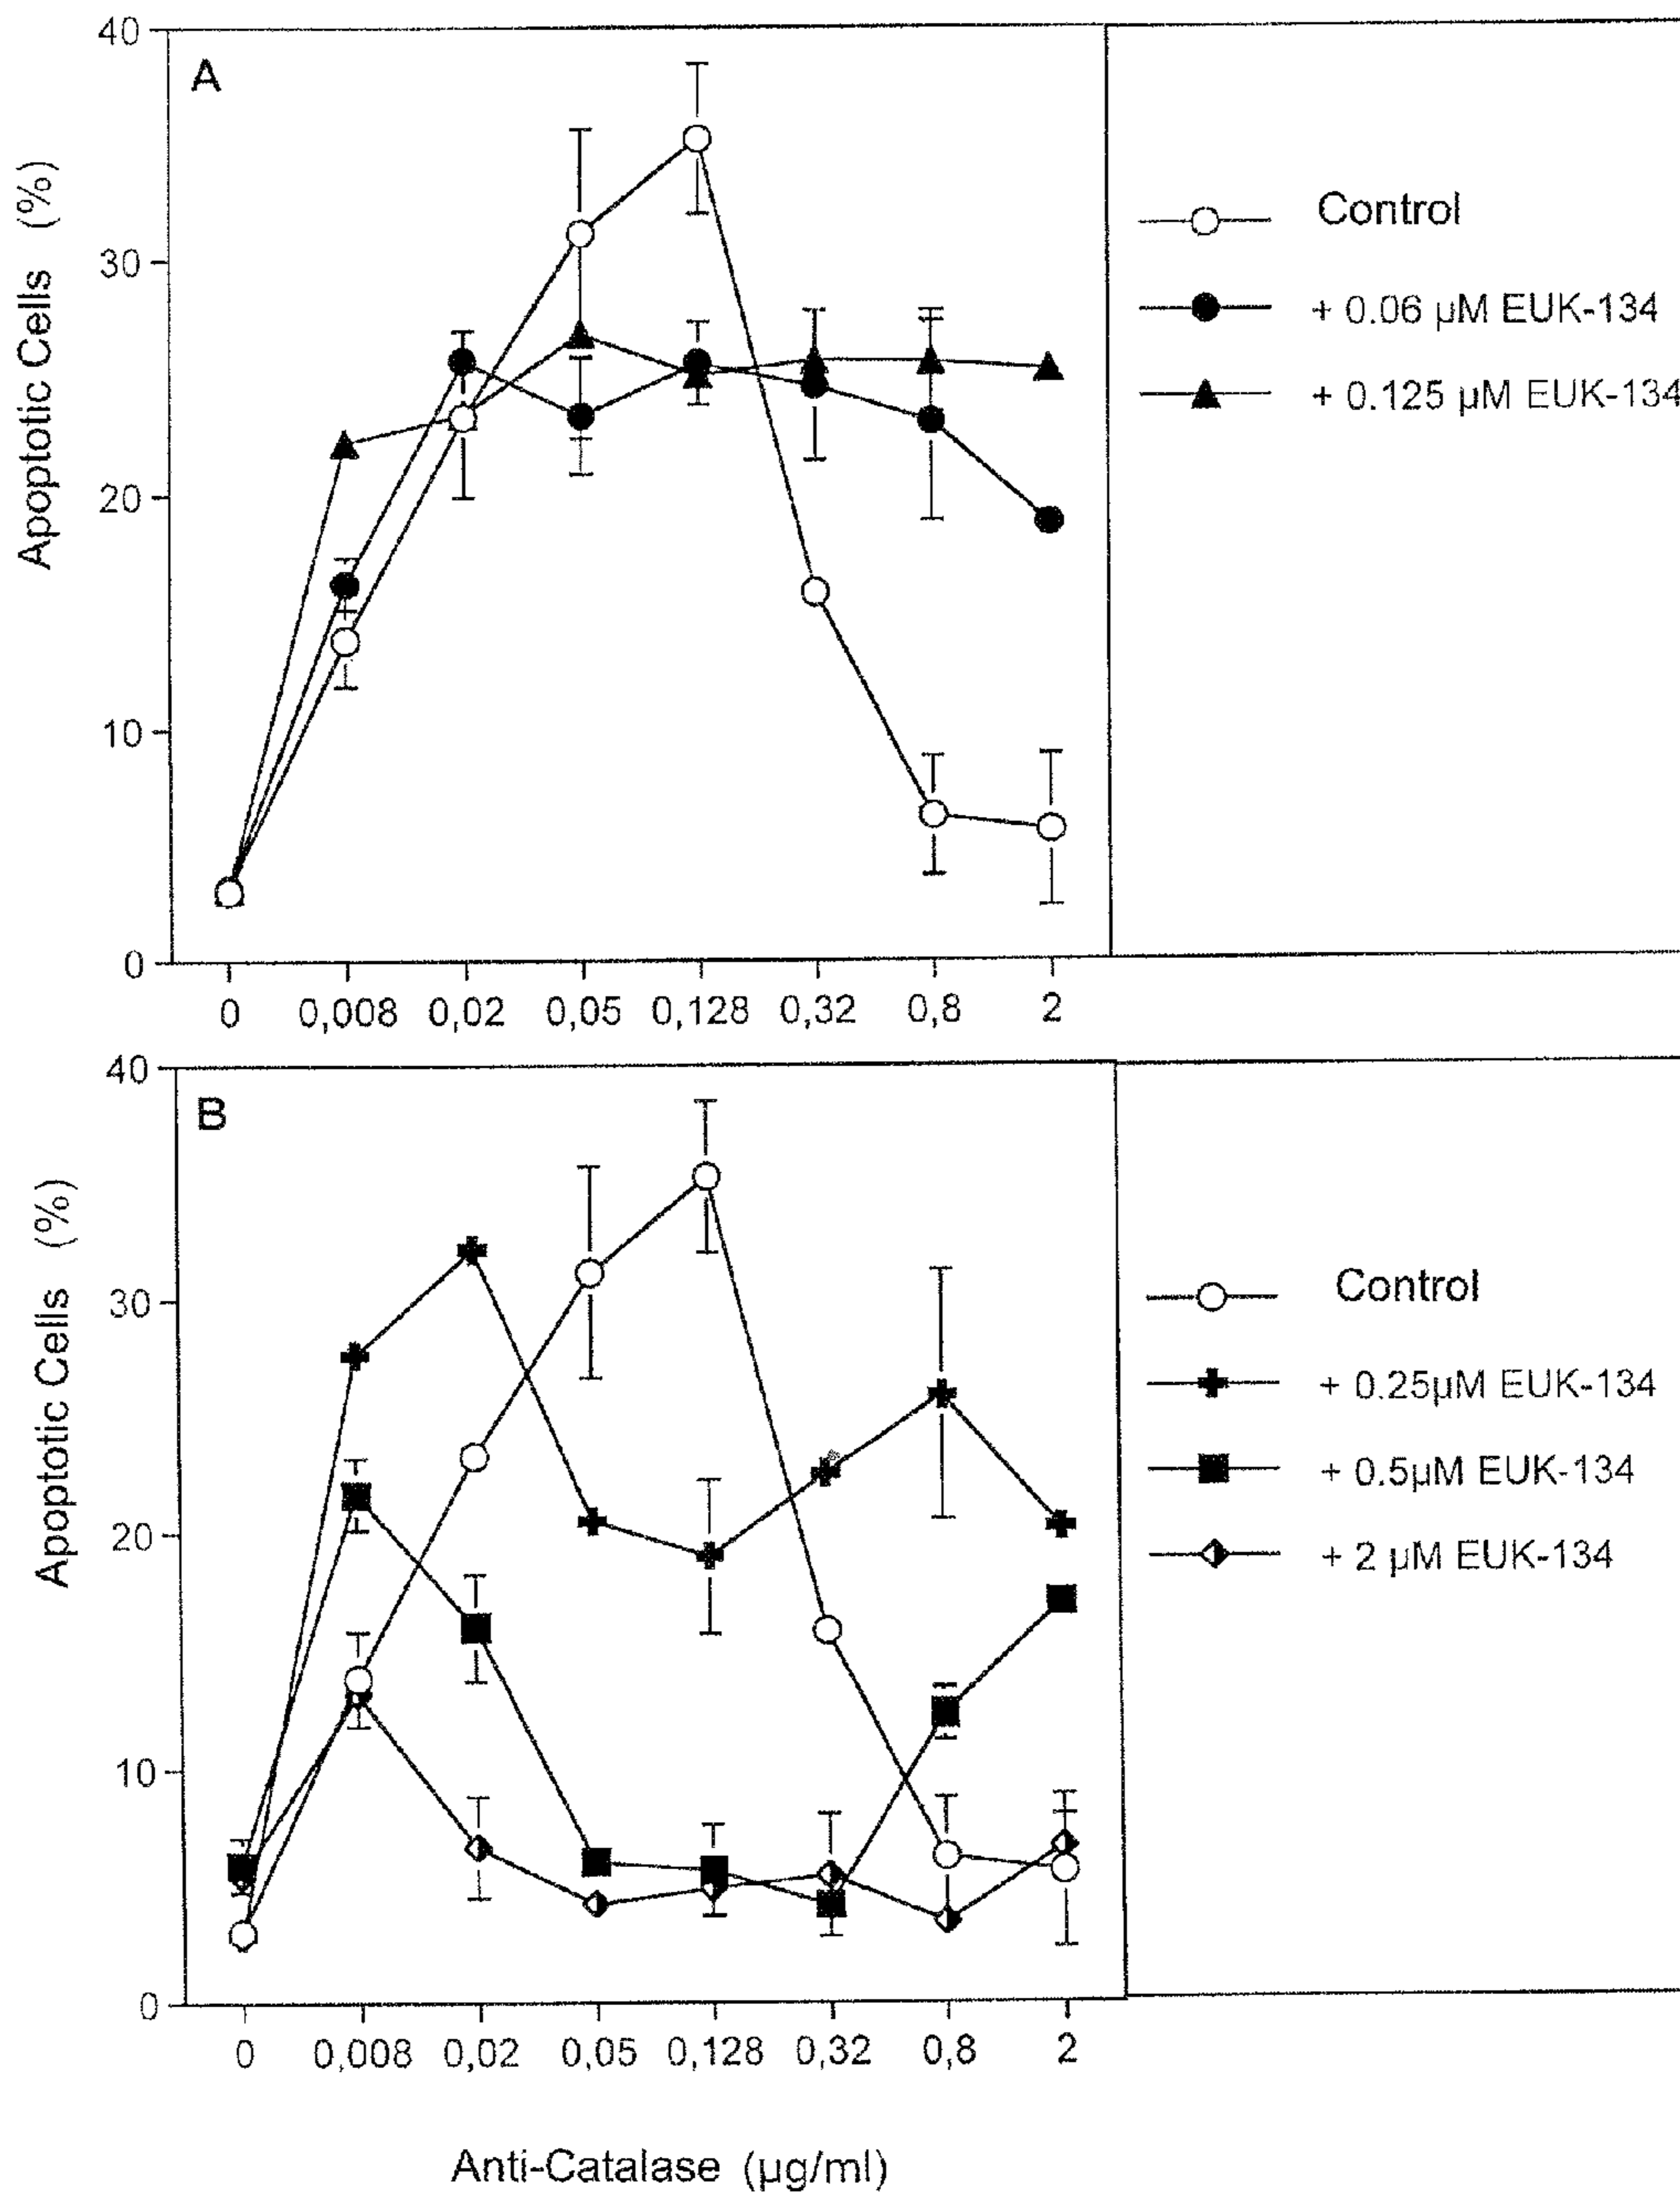 40
A
30
20
10
0
Apoptotic Cells (%)
0 0,008 0,02 0,05 0,128 0,32 0,8 2
Control
+ 0.06 µM EUK-134
+ 0.125 µM EUK-134
40
B
30
20
10
0
Apoptotic Cells (%)
0 0,008 0,02 0,05 0,128 0,32 0,8 2
Control
+ 0.25µM EUK-134
+ 0.5µM EUK-134
+ 2 µM EUK-134
Anti-Catalase (µg/ml)